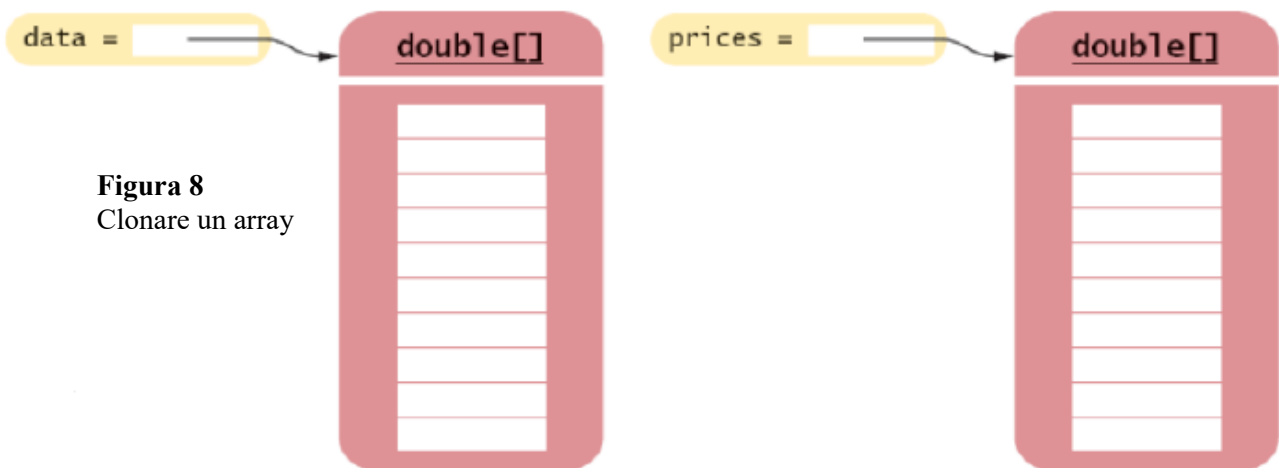 data =
double[]
prices =
double[]
Figura 8
Clonare un array